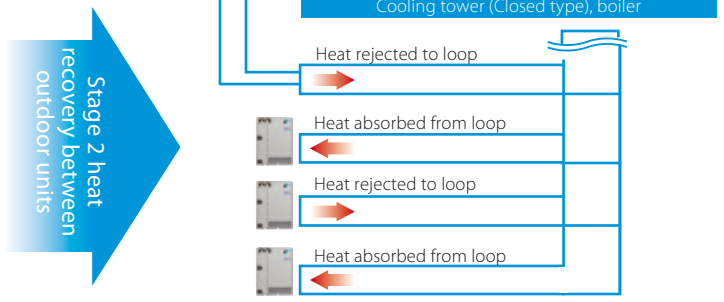 Cooling tower (Closed type), boiler
Heat rejected to loop
Stage 2 heat
recovery between
outdoor units
Heat absorbed from loop
Heat rejected to loop
Heat absorbed from loop